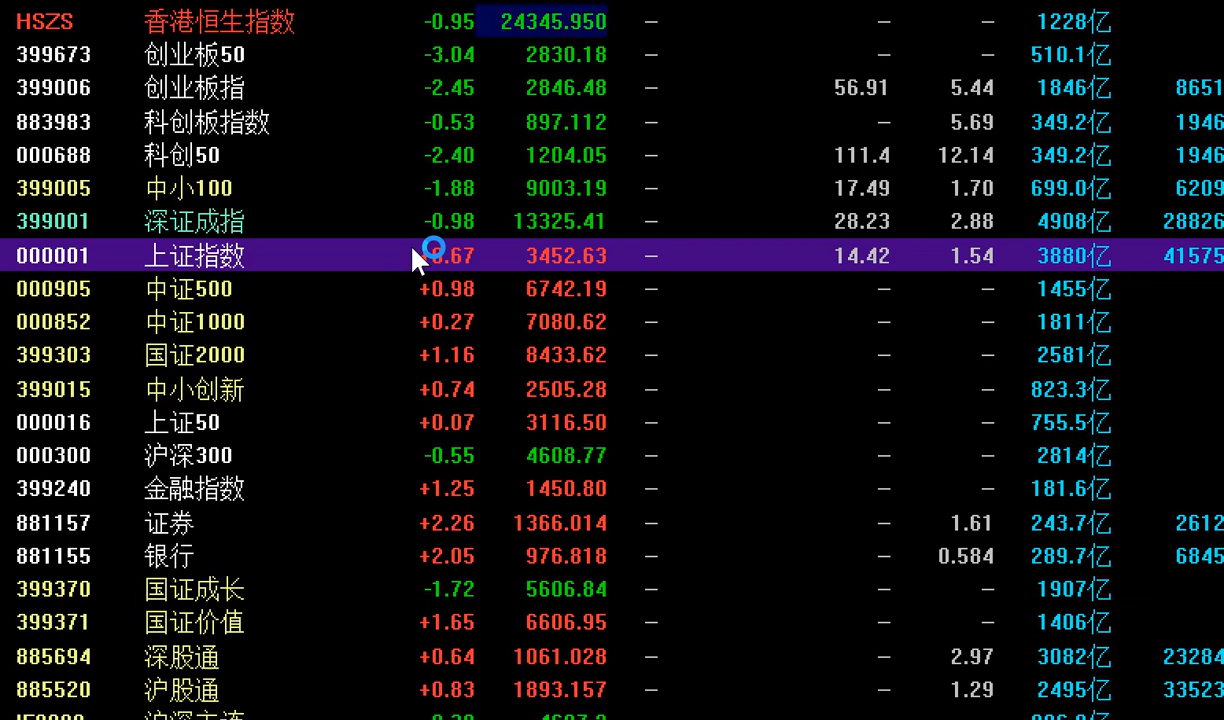 HSZS 香港恒生指数 -0.95 24345.950 — — — 1228亿
399673 创业板50 -3.04 2830.18 — — — 510.1亿
399006 创业板指 -2.45 2846.48 — 56.91 5.44 1846亿 8651
883983 科创板指数 -0.53 897.112 — — 5.69 349.2亿 1946
000688 科创50 -2.40 1204.05 — 111.4 12.14 349.2亿 1946
399005 中小100 -1.88 9003.19 — 17.49 1.70 699.0亿 6209
399001 深证成指 -0.98 13325.41 — 28.23 2.88 4908亿 28826
000001 上证指数 +0.67 3452.63 — 14.42 1.54 3880亿 41575
000905 中证500 +0.98 6742.19 — — — 1455亿
000852 中证1000 +0.27 7080.62 — — — 1811亿
399303 国证2000 +1.16 8433.62 — — — 2581亿
399015 中小创新 +0.74 2505.28 — — — 823.3亿
000016 上证50 +0.07 3116.50 — — — 755.5亿
000300 沪深300 -0.55 4608.77 — — — 2814亿
399240 金融指数 +1.25 1450.80 — — — 181.6亿
881157 证券 +2.26 1366.014 — — 1.61 243.7亿 2612
881155 银行 +2.05 976.818 — — 0.584 289.7亿 6845
399370 国证成长 -1.72 5606.84 — — — 1907亿
399371 国证价值 +1.65 6606.95 — — — 1406亿
885694 深股通 +0.64 1061.028 — — 2.97 3082亿 23284
885520 沪股通 +0.83 1893.157 — — 1.29 2495亿 33523